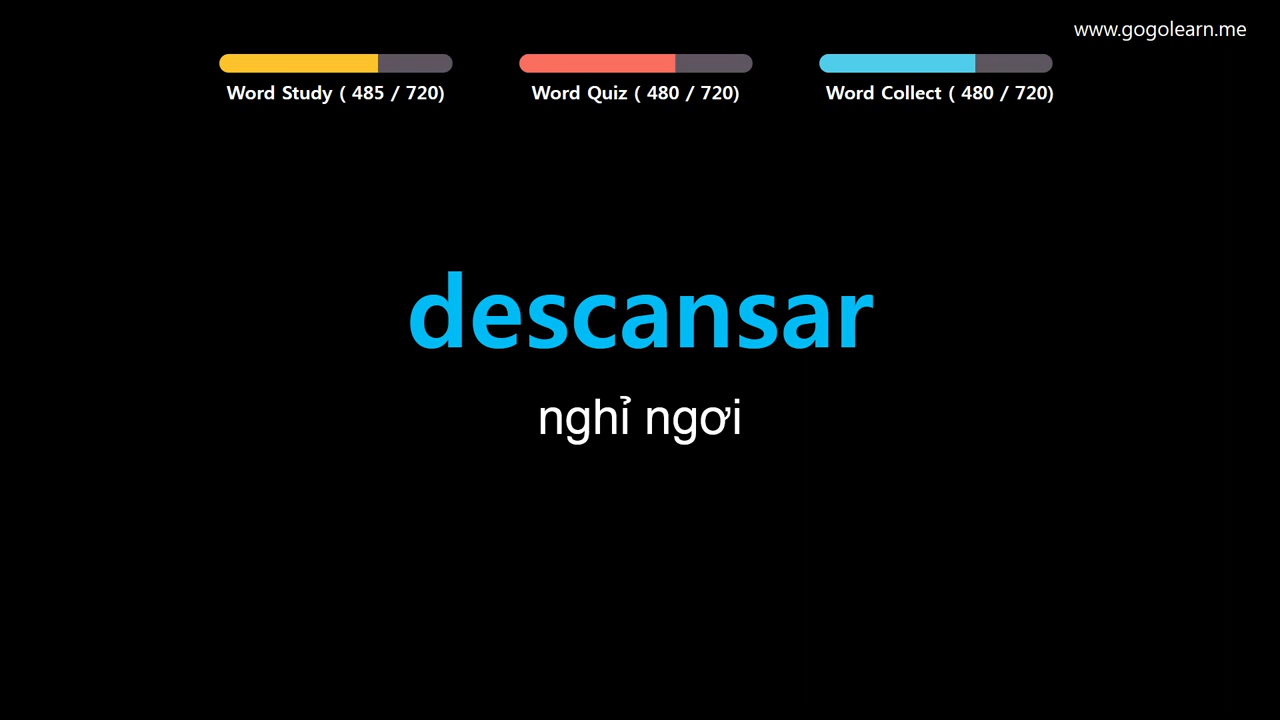 www.gogolearn.me
Word Study ( 485 / 720)
Word Quiz ( 480 / 720)
Word Collect ( 480 / 720)
descansar
nghỉ ngơi